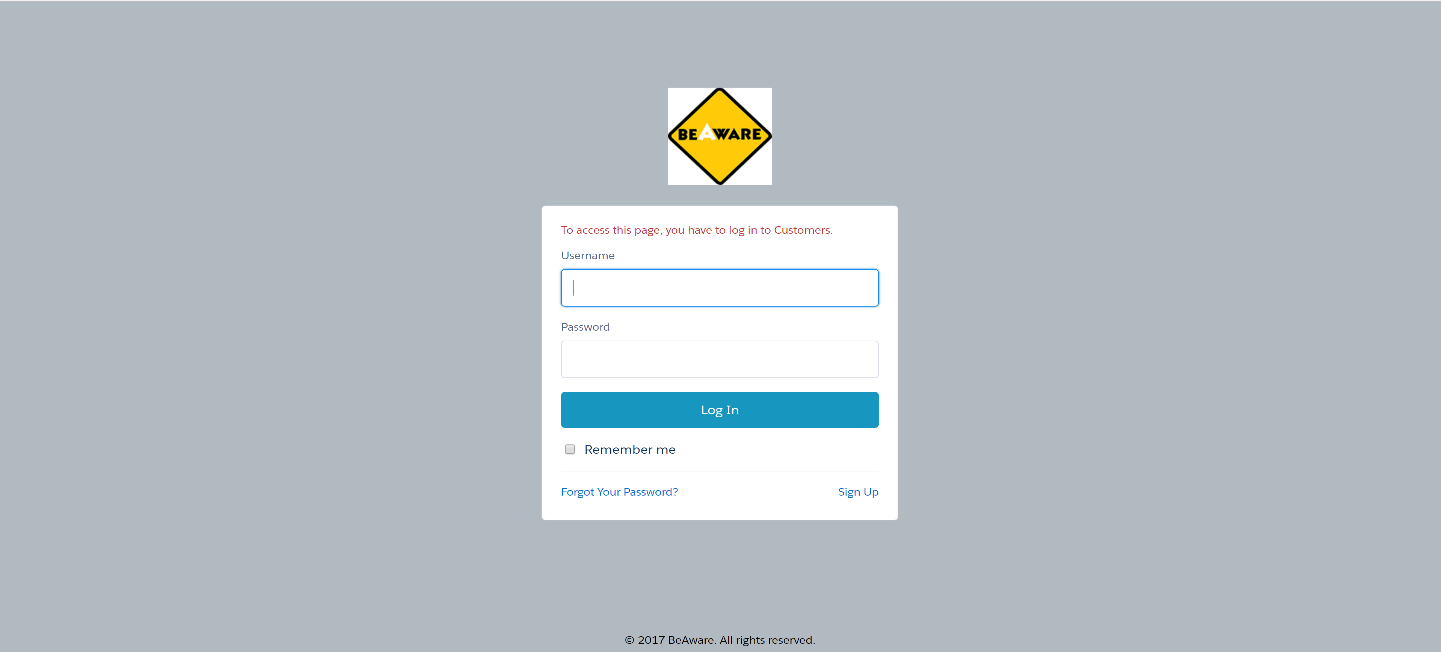 BEAWARE
To access this page, you have to log in to Customers.
Username
Password
Log In
Remember me
Forgot Your Password? Sign Up
© 2017 BeAware. All rights reserved.